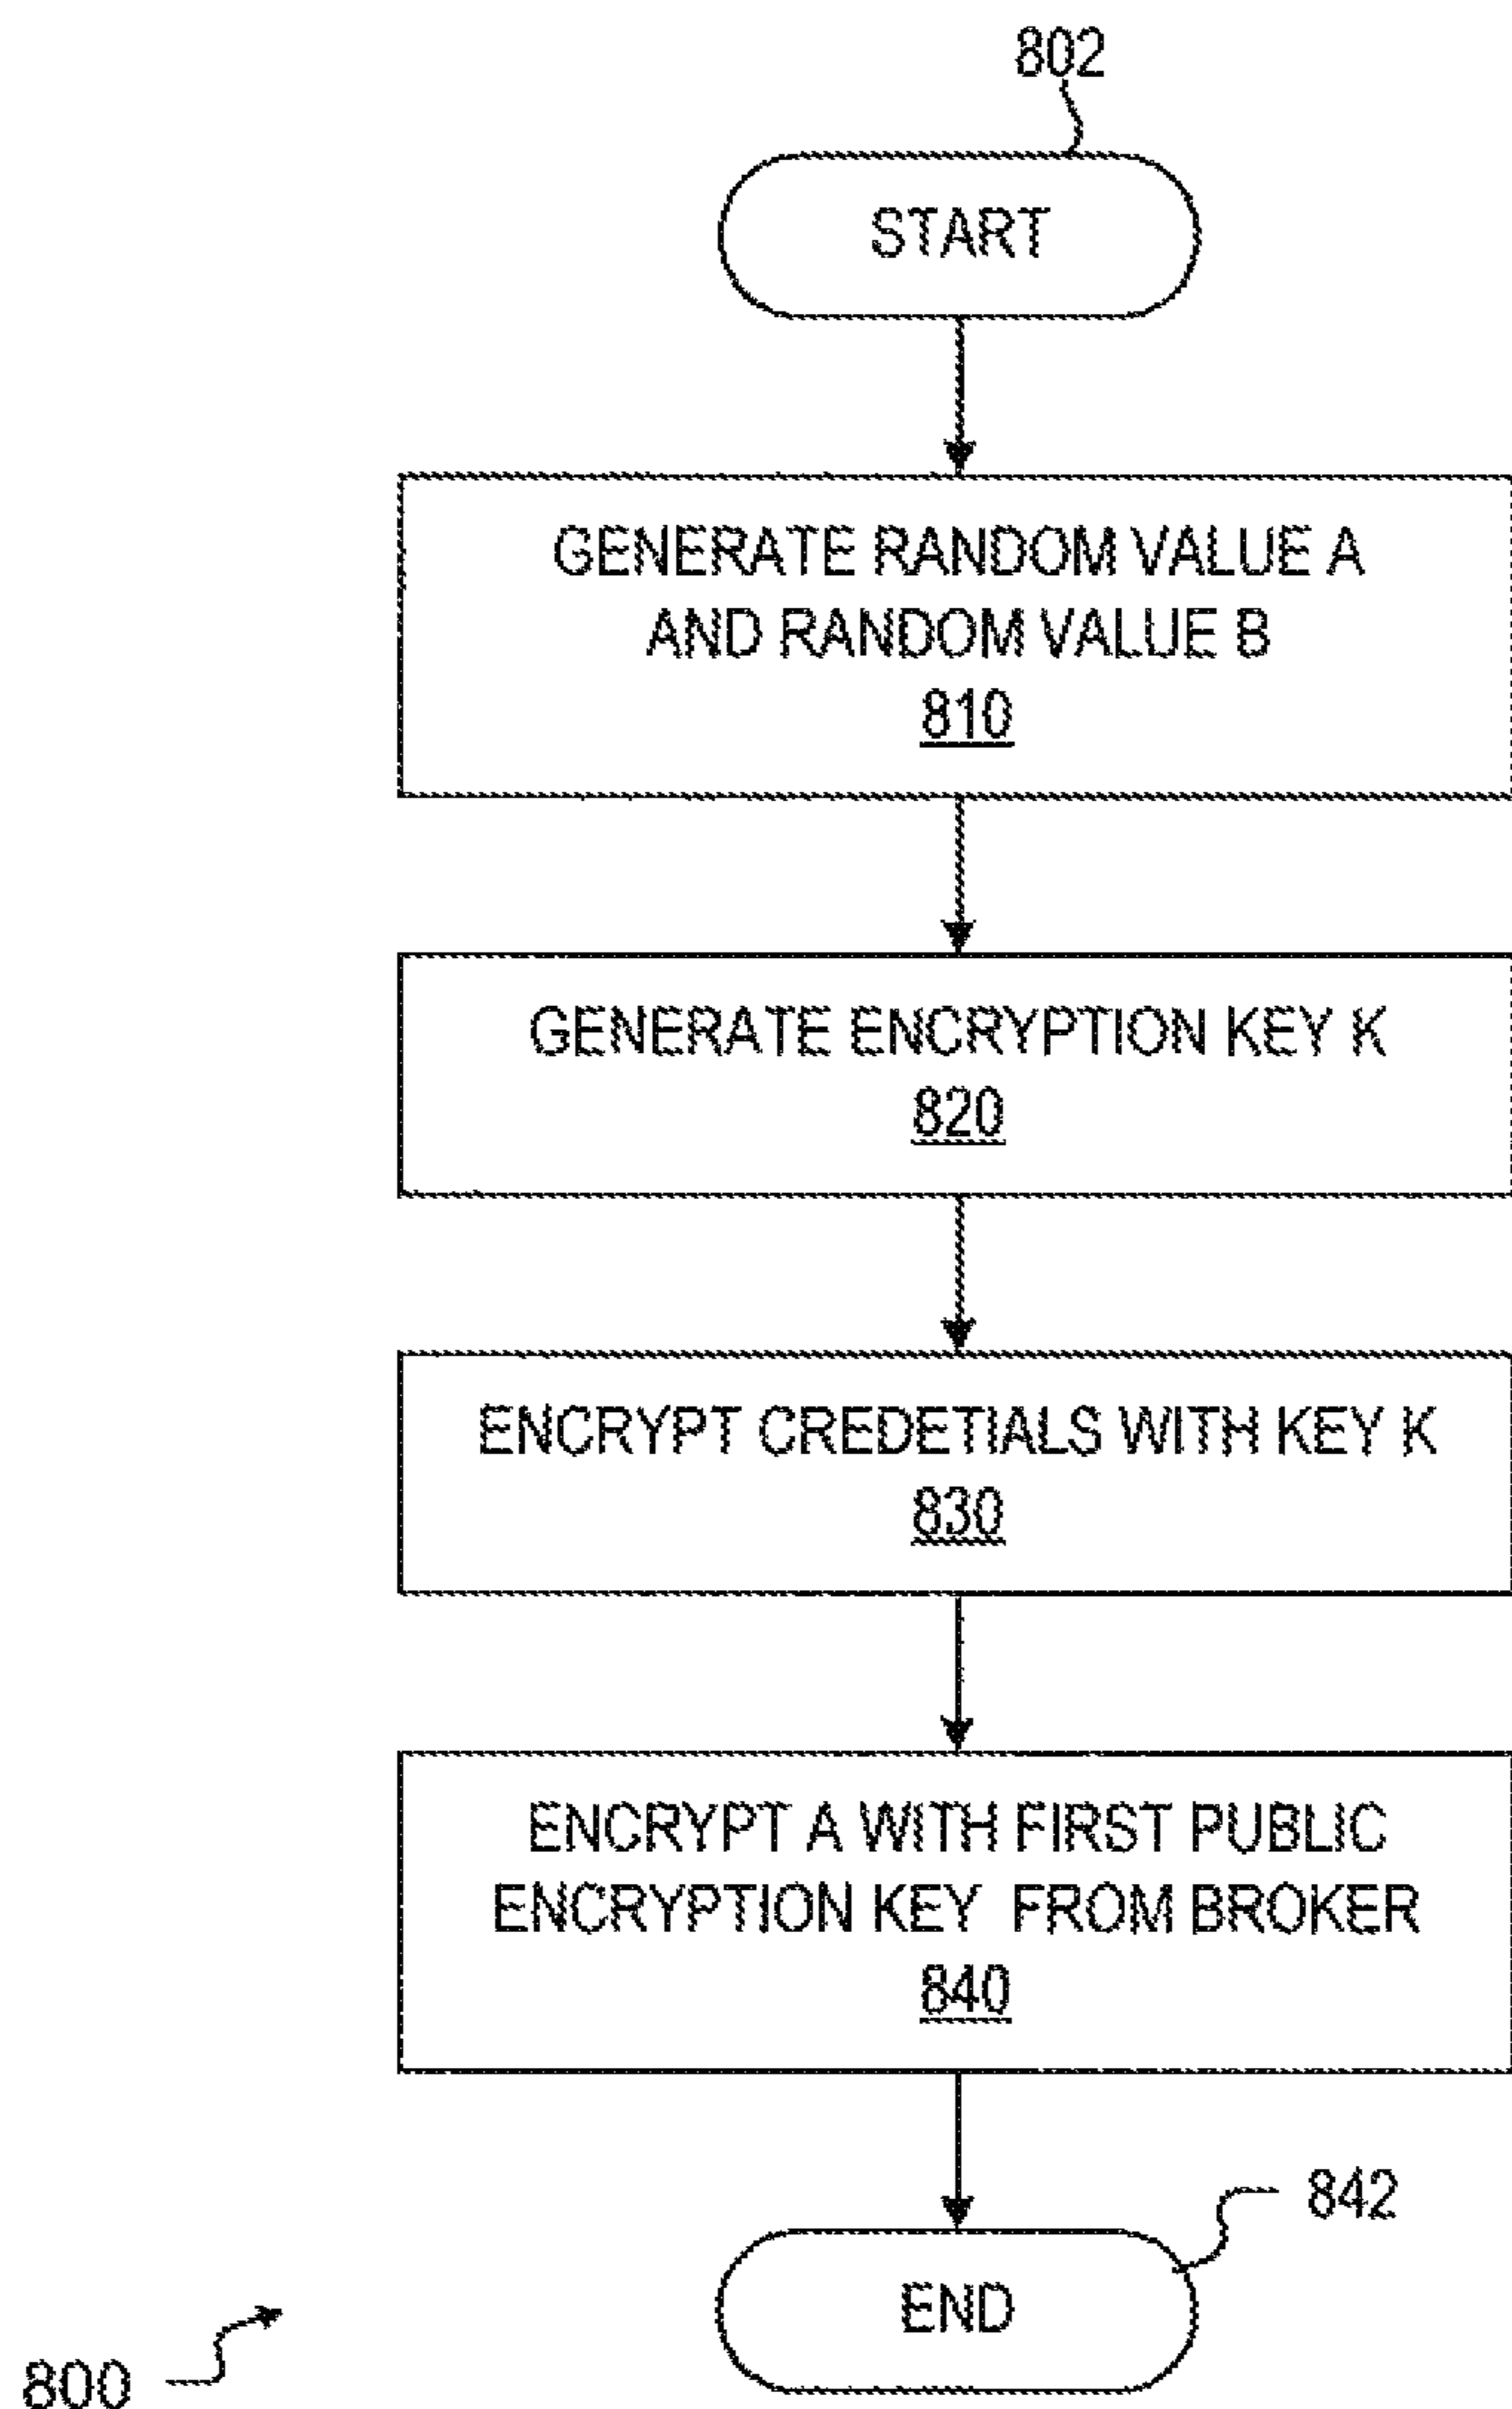 802
START
GENERATE RANDOM VALUE A
AND RANDOM VALUE B
810
GENERATE ENCRYPTION KEY K
820
ENCRYPT CREDETIALS WITH KEY K
830
ENCRYPT A WITH FIRST PUBLIC
ENCRYPTION KEY FROM BROKER
840
842
END
800